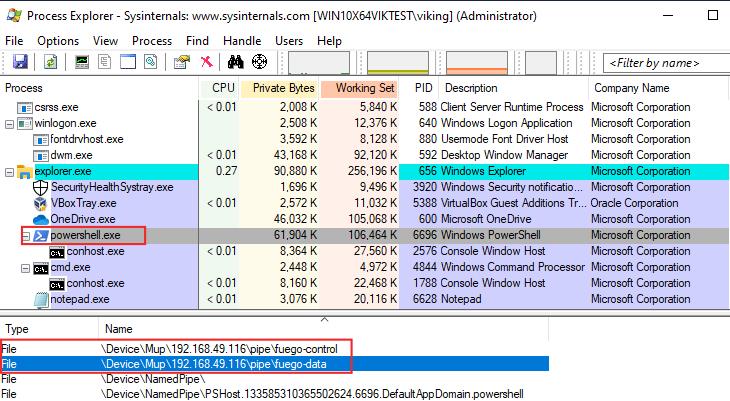 Process Explorer - Sysinternals: www.sysinternals.com [WIN10X64VIKTEST\viking] (Administrator)
File Options View Process Find Handle Users Help
<Filter by name>
Process CPU Private Bytes Working Set PID Description Company Name
csrss.exe < 0.01 2,008 K 5,840 K 588 Client Server Runtime Process Microsoft Corporation
winlogon.exe 2,508 K 12,376 K 640 Windows Logon Application Microsoft Corporation
fontdrvhost.exe 3,592 K 8,128 K 880 Usermode Font Driver Host Microsoft Corporation
dwm.exe < 0.01 43,168 K 92,120 K 592 Desktop Window Manager Microsoft Corporation
explorer.exe 0.27 90,880 K 256,196 K 656 Windows Explorer Microsoft Corporation
SecurityHealthSystray.exe 1,696 K 9,496 K 3920 Windows Security notificatio... Microsoft Corporation
VBoxTray.exe < 0.01 2,572 K 11,032 K 5388 VirtualBox Guest Additions Tr... Oracle Corporation
OneDrive.exe 46,032 K 105,068 K 600 Microsoft OneDrive Microsoft Corporation
powershell.exe 61,904 K 106,464 K 6696 Windows PowerShell Microsoft Corporation
conhost.exe < 0.01 8,364 K 27,560 K 2576 Console Window Host Microsoft Corporation
cmd.exe 2,448 K 4,972 K 4844 Windows Command Processor Microsoft Corporation
conhost.exe < 0.01 8,160 K 22,468 K 1788 Console Window Host Microsoft Corporation
notepad.exe < 0.01 3,076 K 20,116 K 6628 Notepad Microsoft Corporation
Type Name
File \Device\Mup\192.168.49.116\pipe\fuego-control
File \Device\Mup\192.168.49.116\pipe\fuego-data
File \Device\NamedPipe\
File \Device\NamedPipe\PSHost.133585310365502624.6696.DefaultAppDomain.powershell